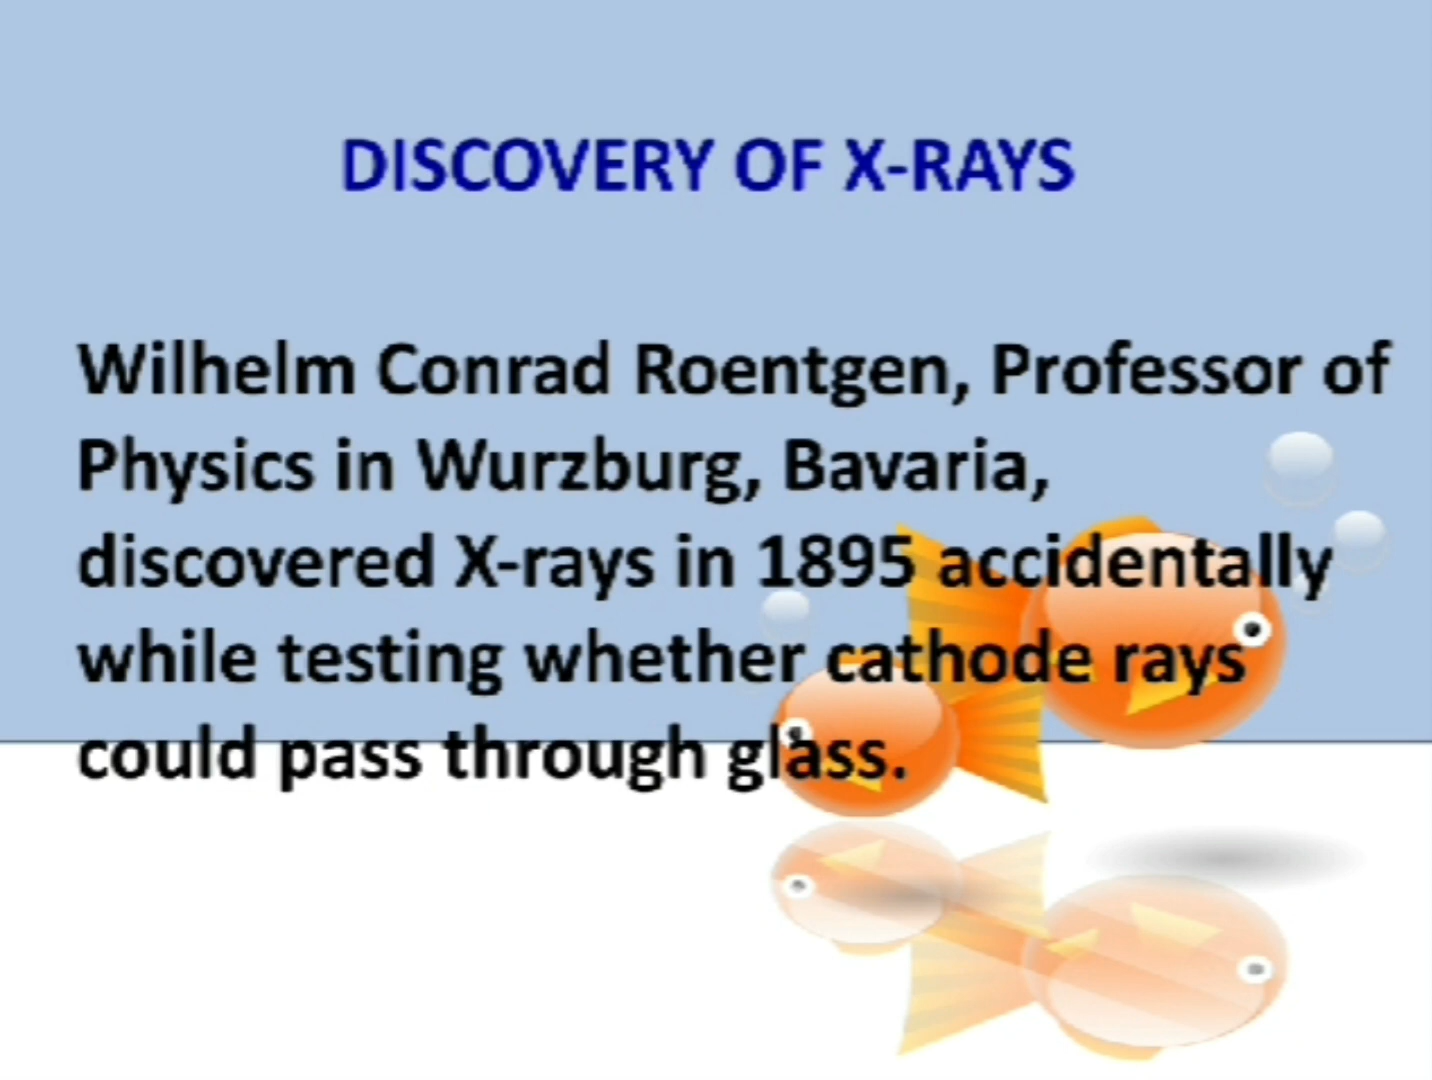 DISCOVERY OF X-RAYS
Wilhelm Conrad Roentgen, Professor of
Physics in Wurzburg, Bavaria,
discovered X-rays in 1895 accidentally
while testing whether cathode rays
could pass through glass.